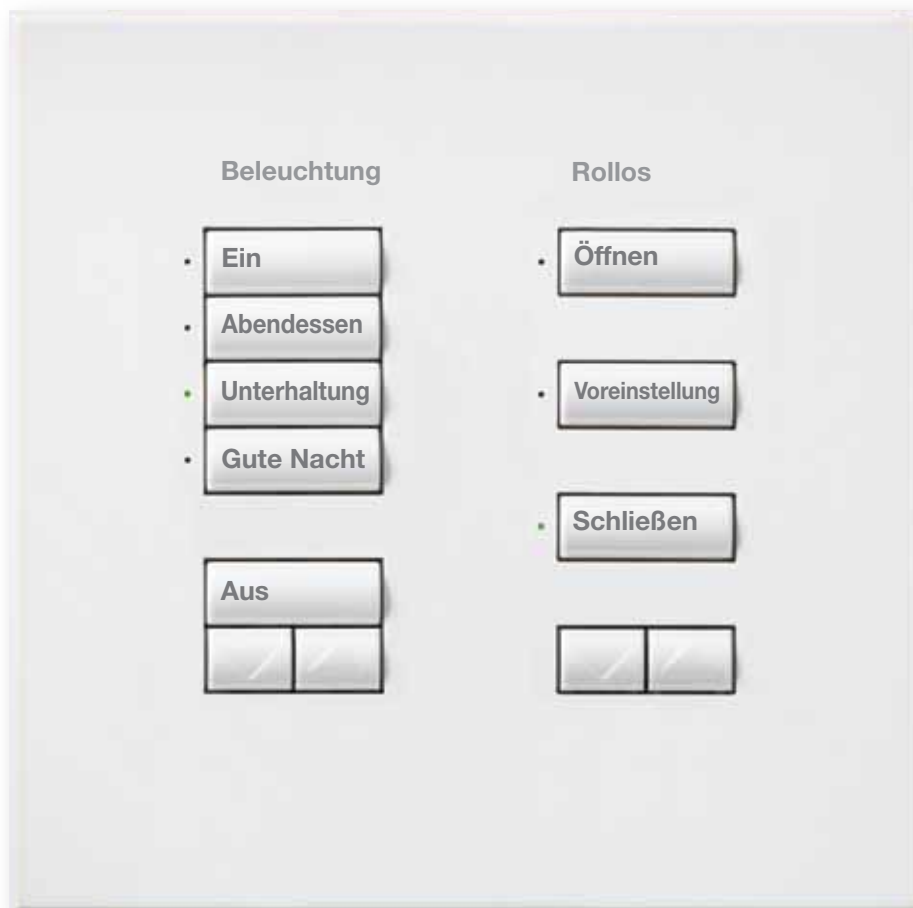 Beleuchtung
Ein
Abendessen
Unterhaltung
Gute Nacht
Aus
Rollos
Öffnen
Voreinstellung
Schließen